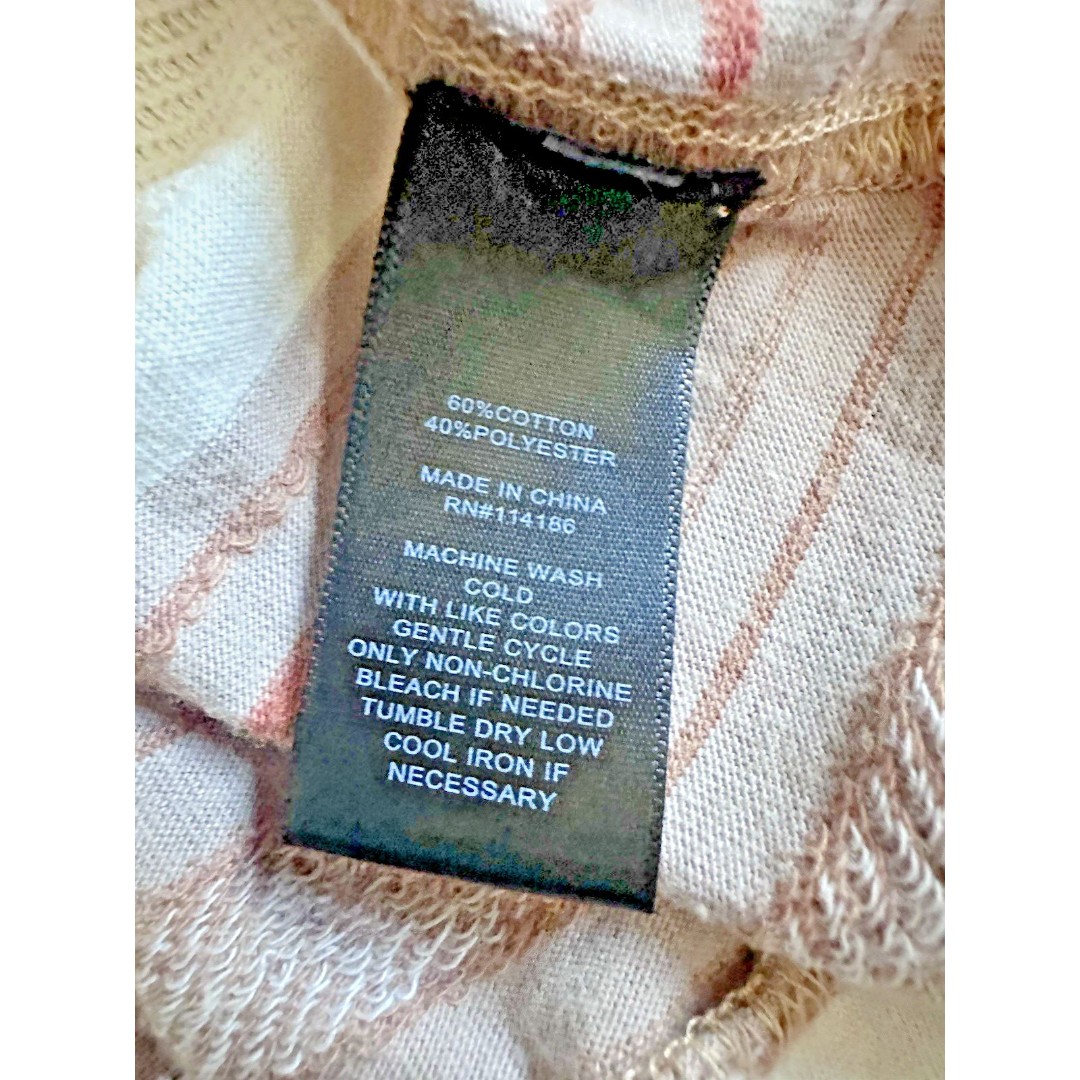 60%COTTON
40%POLYESTER
MADE IN CHINA
RN#114186
MACHINE WASH
COLD
WITH LIKE COLORS
GENTLE CYCLE
ONLY NON-CHLORINE
BLEACH IF NEEDED
TUMBLE DRY LOW
COOL IRON IF
NECESSARY